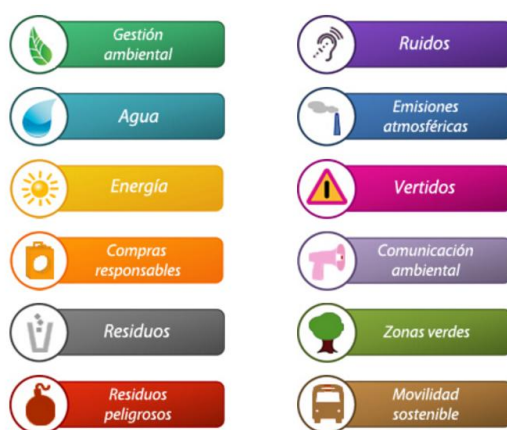 Gestión
ambiental
Agua
Energía
Compras
responsables
Residuos
Residuos
peligrosos
Ruidos
Emisiones
atmosféricas
Vertidos
Comunicación
ambiental
Zonas verdes
Movilidad
sostenible